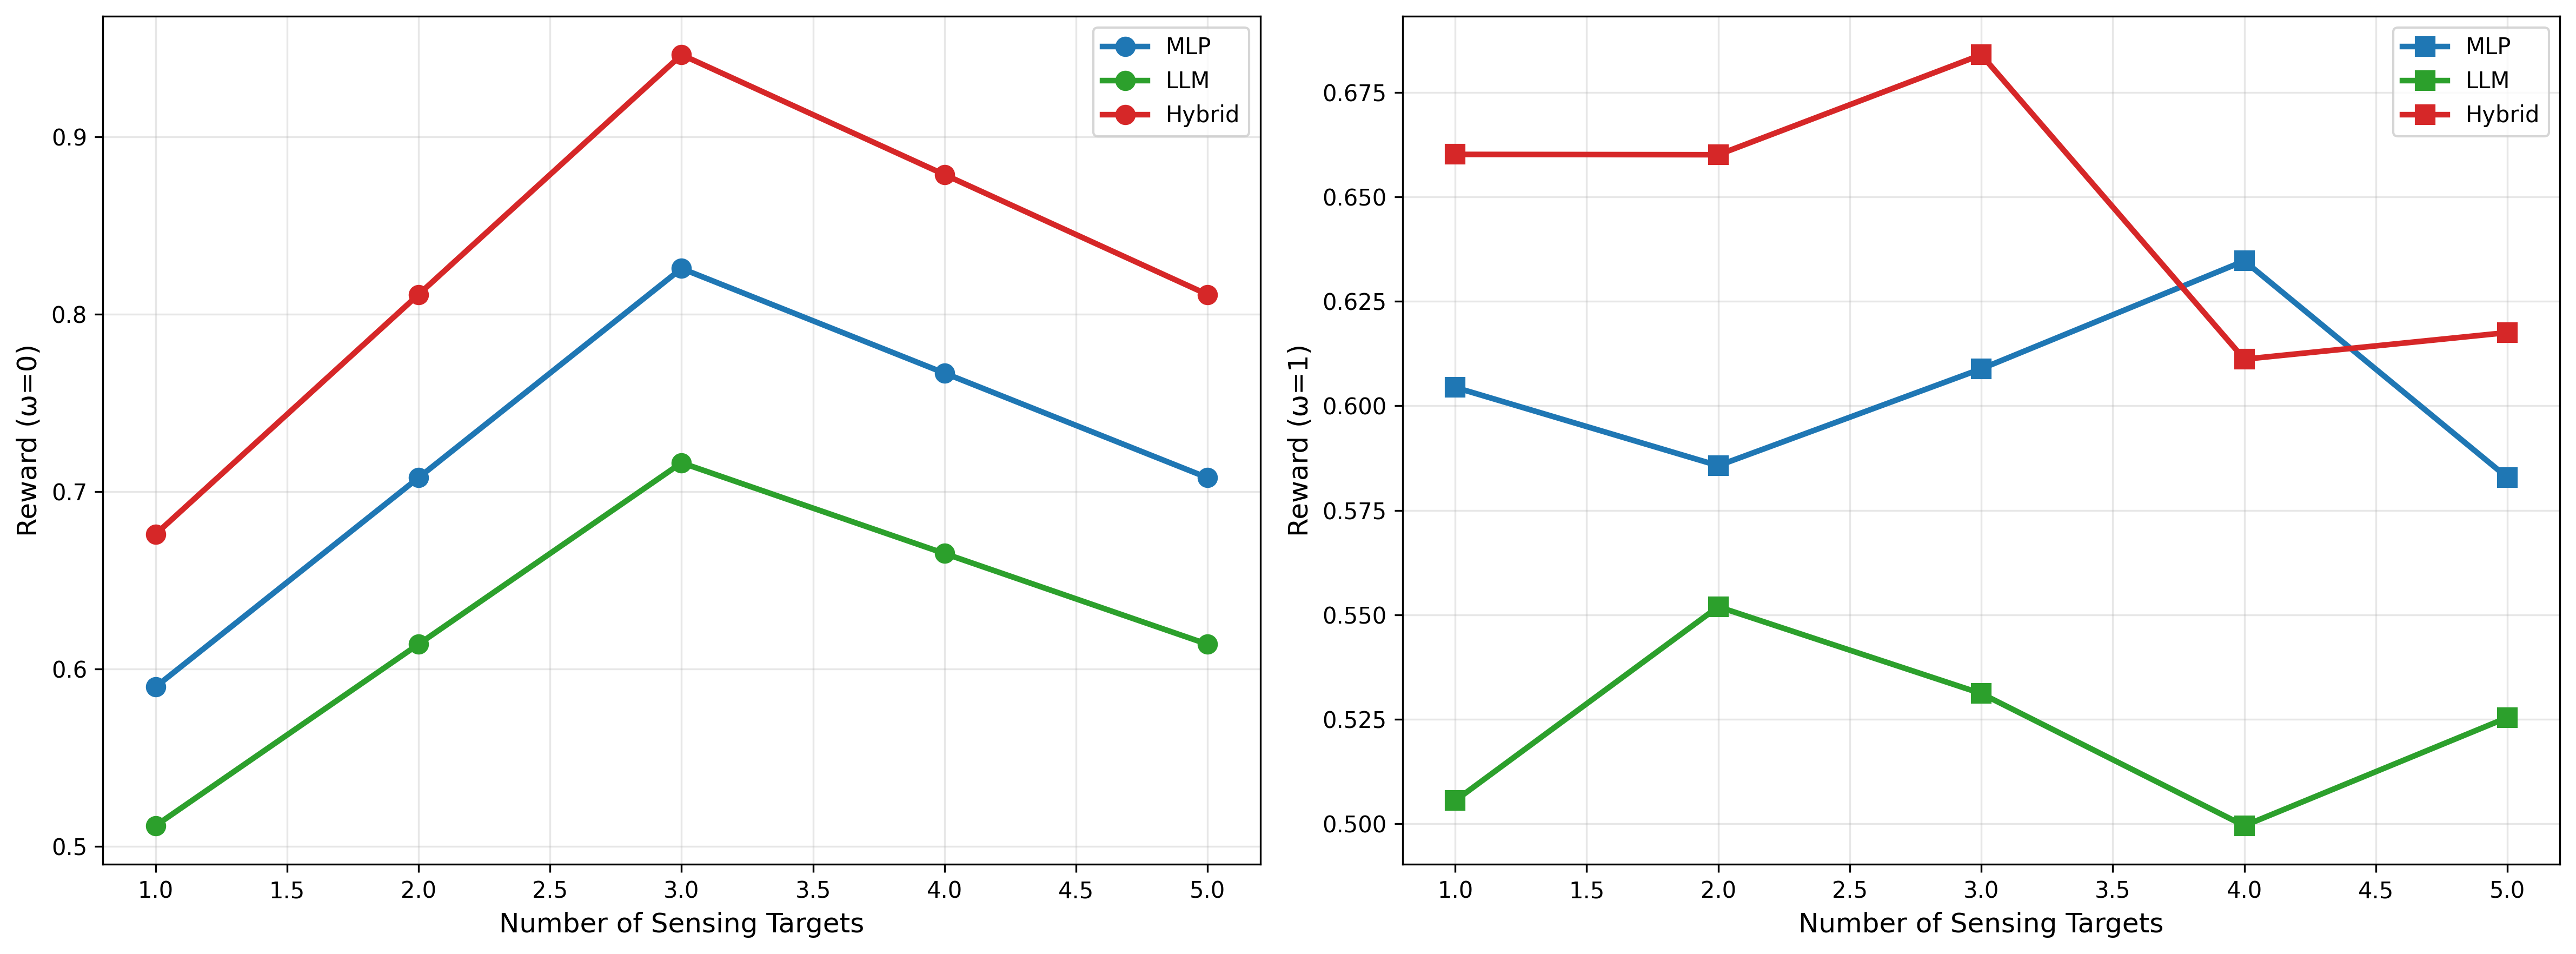 Reward (ω=0)
0.9
0.8
0.7
0.6
0.5
1.0 1.5 2.0 2.5 3.0 3.5 4.0 4.5 5.0
Number of Sensing Targets
MLP
LLM
Hybrid
Reward (ω=1)
0.675
0.650
0.625
0.600
0.575
0.550
0.525
0.500
1.0 1.5 2.0 2.5 3.0 3.5 4.0 4.5 5.0
Number of Sensing Targets
MLP
LLM
Hybrid